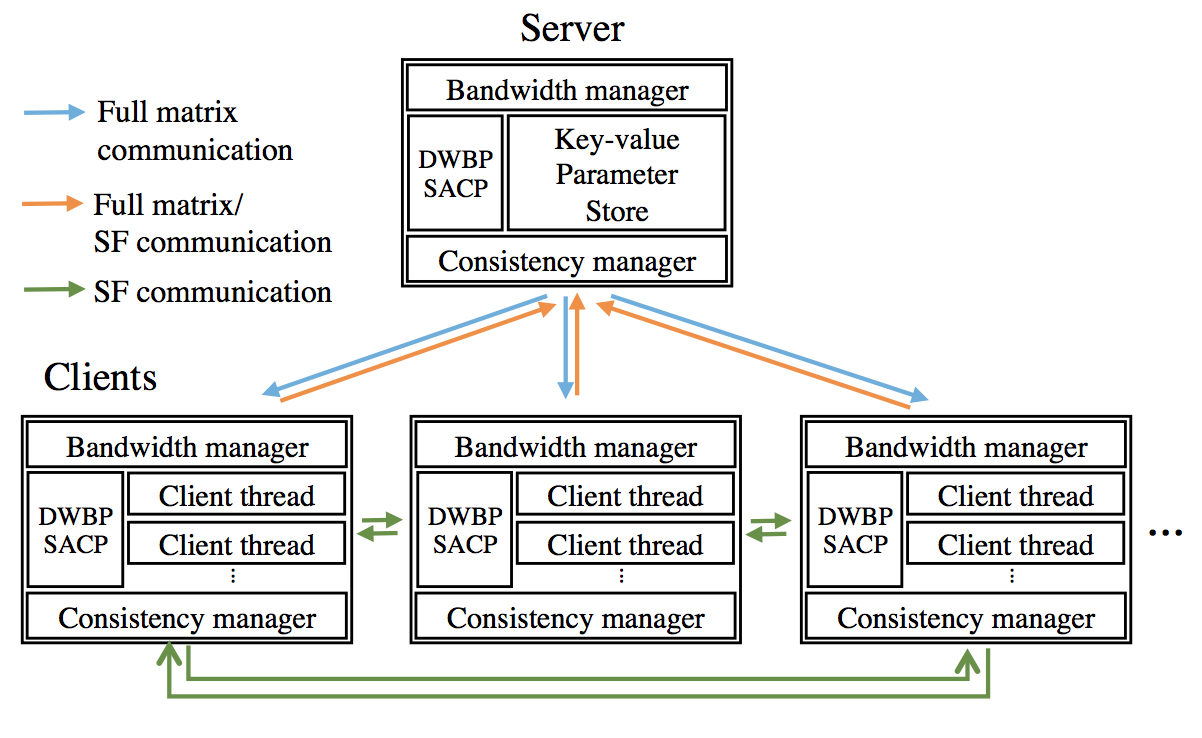 Server
Bandwidth manager
DWBP
SACP
Key-value
Parameter
Store
Consistency manager
Full matrix
communication
Full matrix/
SF communication
SF communication
Clients
Bandwidth manager
DWBP
SACP
Client thread
Client thread
⋮
Consistency manager
Bandwidth manager
DWBP
SACP
Client thread
Client thread
⋮
Consistency manager
Bandwidth manager
DWBP
SACP
Client thread
Client thread
⋮
Consistency manager
...